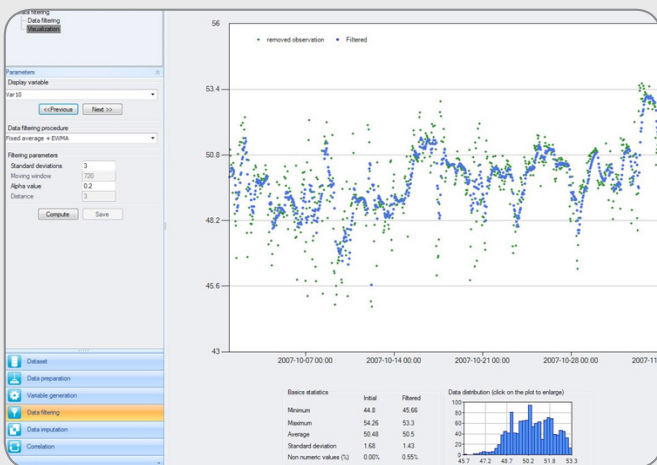 Data filtering
Data filtering
Visualization
Parameters
Display variable
Var10
<<Previous
Next >>
Data filtering procedure
Fixed average + EWMA
Filtering parameters
Standard deviations 3
Moving window 720
Alpha value 0.2
Distance 3
Compute
Save
Dataset
Data preparation
Variable generation
Data filtering
Data imputation
Correlation
removed observation
Filtered
56
53.4
50.8
48.2
45.6
43
2007-10-07 00:00
2007-10-14 00:00
2007-10-21 00:00
2007-10-28 00:00
2007-11
Basics statistics
Initial Filtered
Minimum 44.8 45.66
Maximum 54.26 53.3
Average 50.48 50.5
Standard deviation 1.68 1.43
Non numeric values (%) 0.00% 0.55%
Data distribution (click on the plot to enlarge)
100
80
60
40
20
0
45.7 47.2 48.7 50.2 51.8 53.3